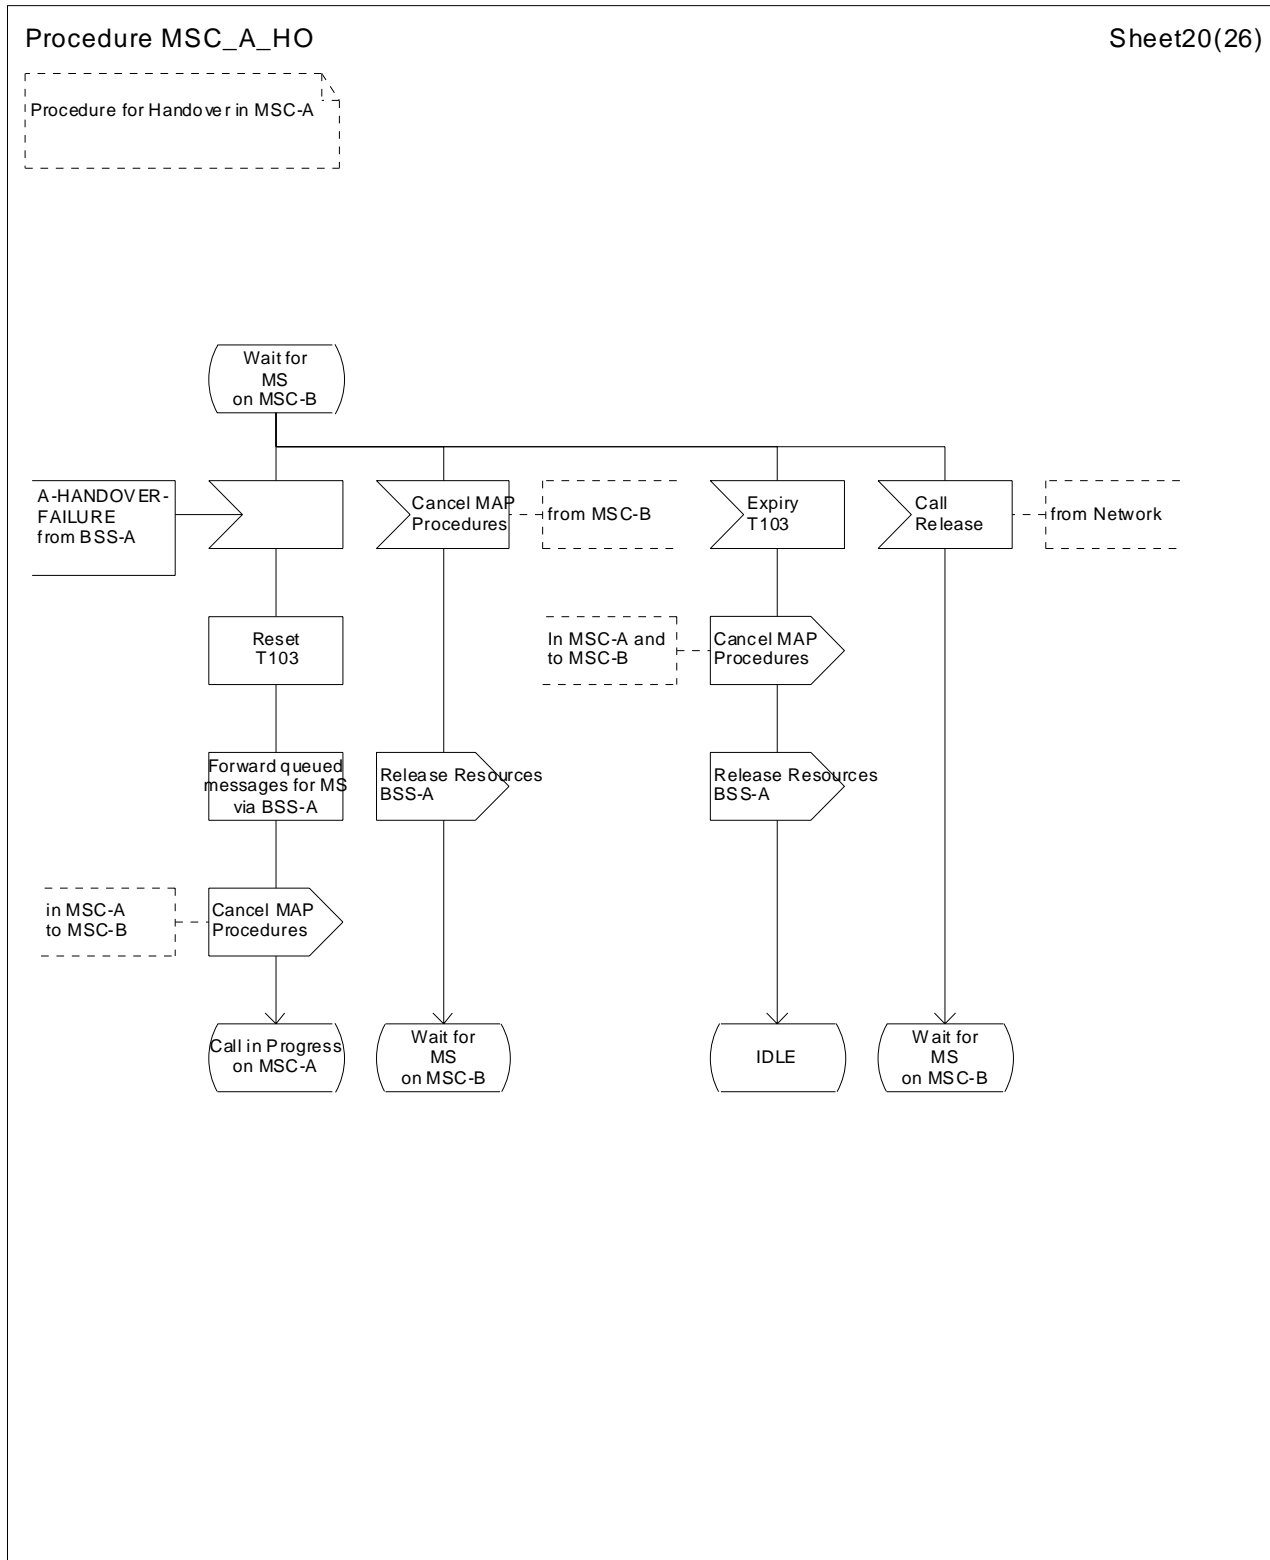 Procedure MSC_A_HO
Sheet20(26)
Procedure for Handover in MSC-A
Wait for
MS
on MSC-B
A-HANDOVER-
FAILURE
from BSS-A
Cancel MAP
Procedures
from MSC-B
Expiry
T103
Call
Release
from Network
Reset
T103
In MSC-A and
to MSC-B
Cancel MAP
Procedures
Forward queued
messages for MS
via BSS-A
Release Resources
BSS-A
Release Resources
BSS-A
in MSC-A
to MSC-B
Cancel MAP
Procedures
Call in Progress
on MSC-A
Wait for
MS
on MSC-B
IDLE
Wait for
MS
on MSC-B